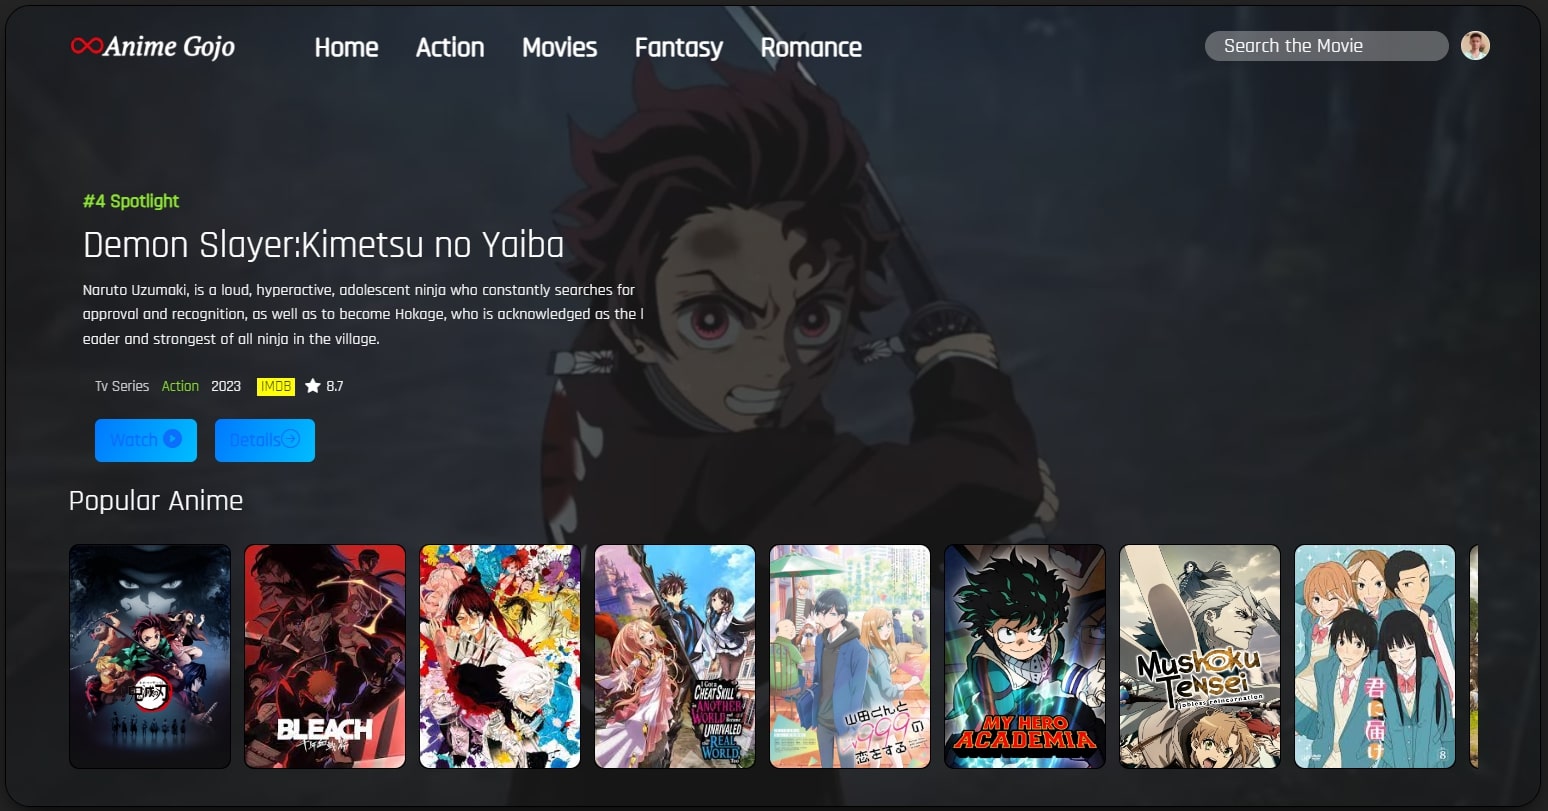 Anime Gojo
Home Action Movies Fantasy Romance
Search the Movie
#4 Spotlight
Demon Slayer:Kimetsu no Yaiba
Naruto Uzumaki, is a loud, hyperactive, adolescent ninja who constantly searches for
approval and recognition, as well as to become Hokage, who is acknowledged as the l
eader and strongest of all ninja in the village.
Tv Series Action 2023 IMDB 8.7
Watch Details
Popular Anime
鬼滅刃
BLEACH
I Got a
CHEAT SKILL
ANOTHER
WORLD and Became
UNRIVALED
REAL
WORLD, Too
山田くんと
Lv999の
恋をする
MY HERO
ACADEMIA
Mushoku
Tensei
jobless reincarnation
君に届け
8